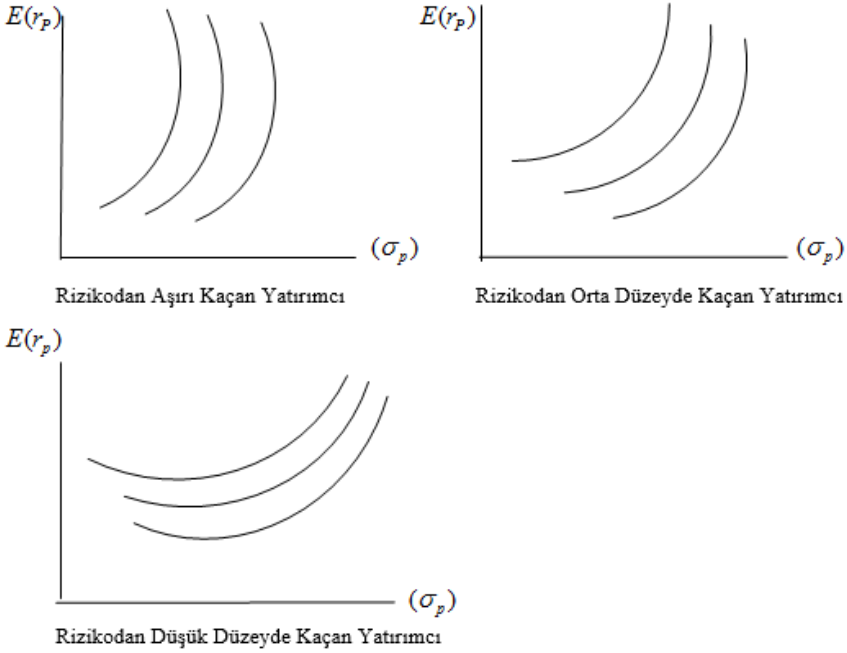 E(r_p) E(r_p)
(σ_p) (σ_p)
Rizikodan Aşırı Kaçan Yatırımcı Rizikodan Orta Düzeyde Kaçan Yatırımcı
E(r_p)
(σ_p)
Rizikodan Düşük Düzeyde Kaçan Yatırımcı